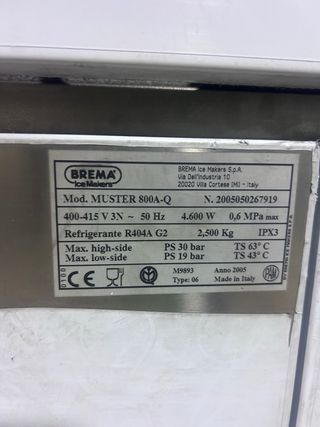 BREMA
Ice Makers
BREMA Ice Makers S.p.A.
Via Dell'Industria 10
20020 Villa Cortese (MI) - Italy
Mod. MUSTER 800A-Q N. 2005050267919
400-415 V 3N ~ 50 Hz 4.600 W 0,6 MPa max
Refrigerante R404A G2 2,500 Kg IPX3
Max. high-side PS 30 bar TS 63° C
Max. low-side PS 19 bar TS 43° C
0100
CE
M9893 Anno 2005
Type: 06 Made in Italy